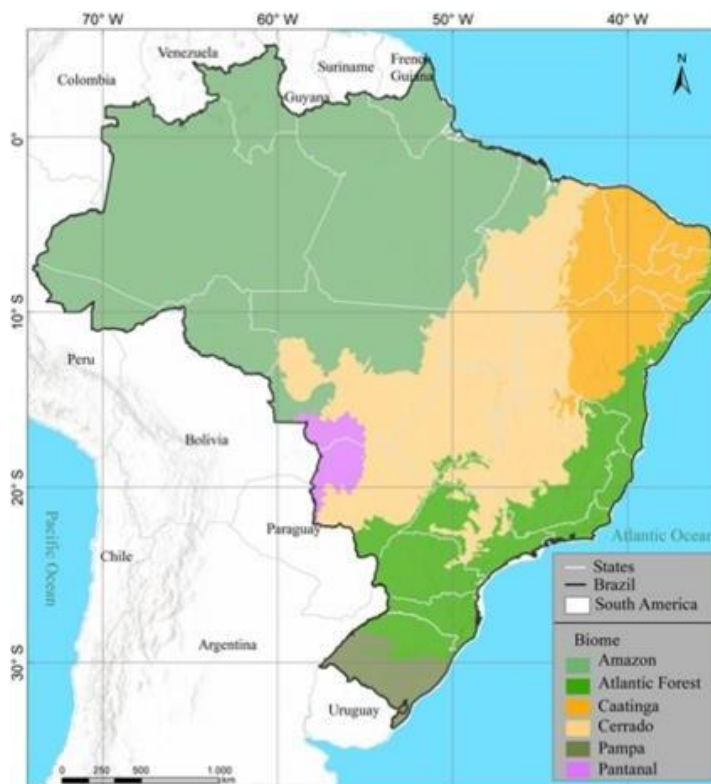 70° W
60° W
50° W
40° W
Venezuela
Colombia
Suriname
French
Guiana
Guyana
N
0°
10°S
20°S
30°S
Peru
Bolivia
Paraguay
Chile
Argentina
Uruguay
Pacific Ocean
Atlantic Ocean
States
Brazil
South America
Biome
Amazon
Atlantic Forest
Caatinga
Cerrado
Pampa
Pantanal
0 250 500 1.000
km